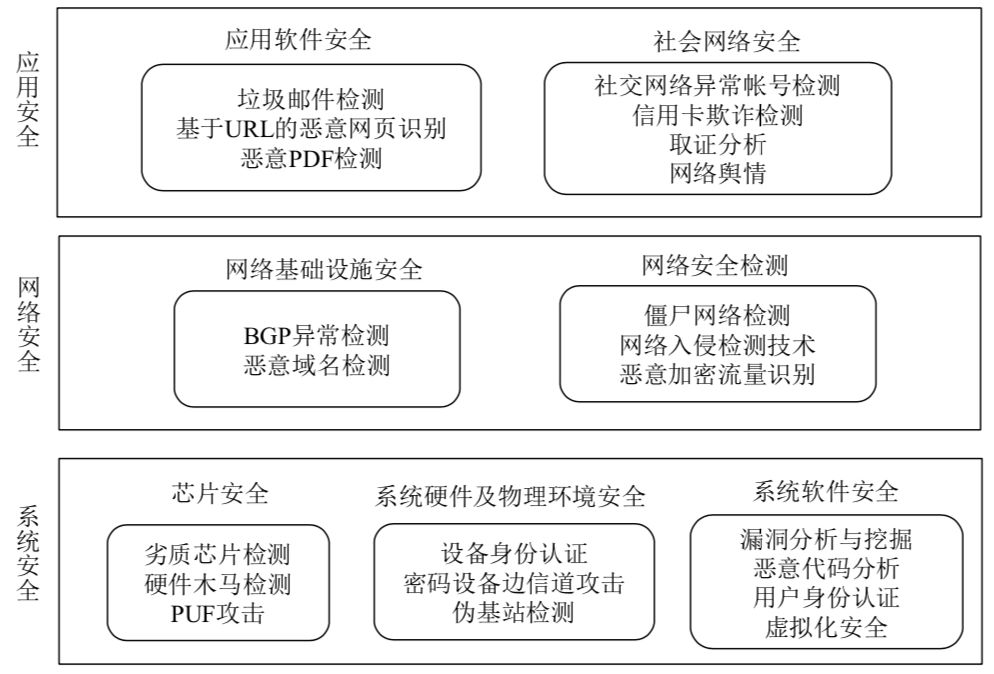 应用安全
应用软件安全
垃圾邮件检测
基于URL的恶意网页识别
恶意PDF检测
社会网络安全
社交网络异常帐号检测
信用卡欺诈检测
取证分析
网络舆情
网络安全
网络基础设施安全
BGP异常检测
恶意域名检测
网络安全检测
僵尸网络检测
网络入侵检测技术
恶意加密流量识别
系统安全
芯片安全
劣质芯片检测
硬件木马检测
PUF攻击
系统硬件及物理环境安全
设备身份认证
密码设备边信道攻击
伪基站检测
系统软件安全
漏洞分析与挖掘
恶意代码分析
用户身份认证
虚拟化安全